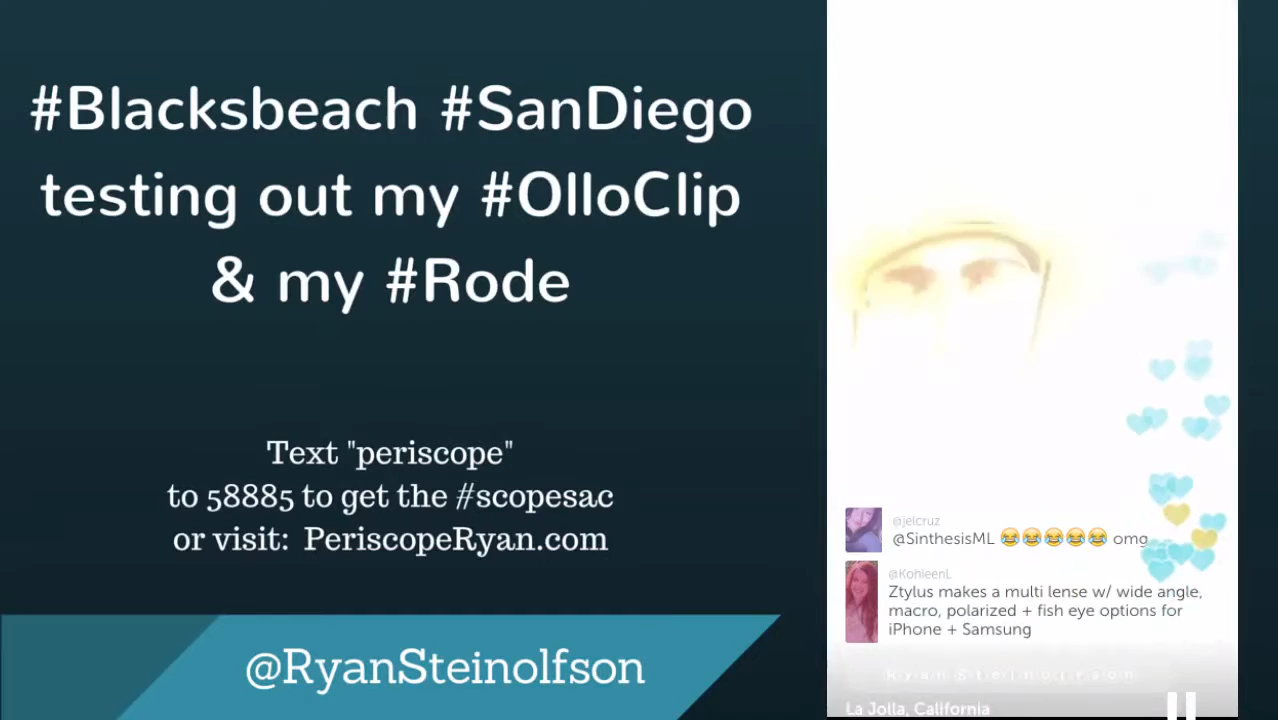 #Blacksbeach #SanDiego
testing out my #OlloClip
& my #Rode
Text "periscope"
to 58885 to get the #scopesac
or visit: PeriscopeRyan.com
@RyanSteinolfson
@jelcruz
@SinthesisML 😂😂😂😂😂 omg
@KohleenL
Ztylus makes a multi lense w/ wide angle,
macro, polarized + fish eye options for
iPhone + Samsung
RyanSteinolfson
La Jolla, California